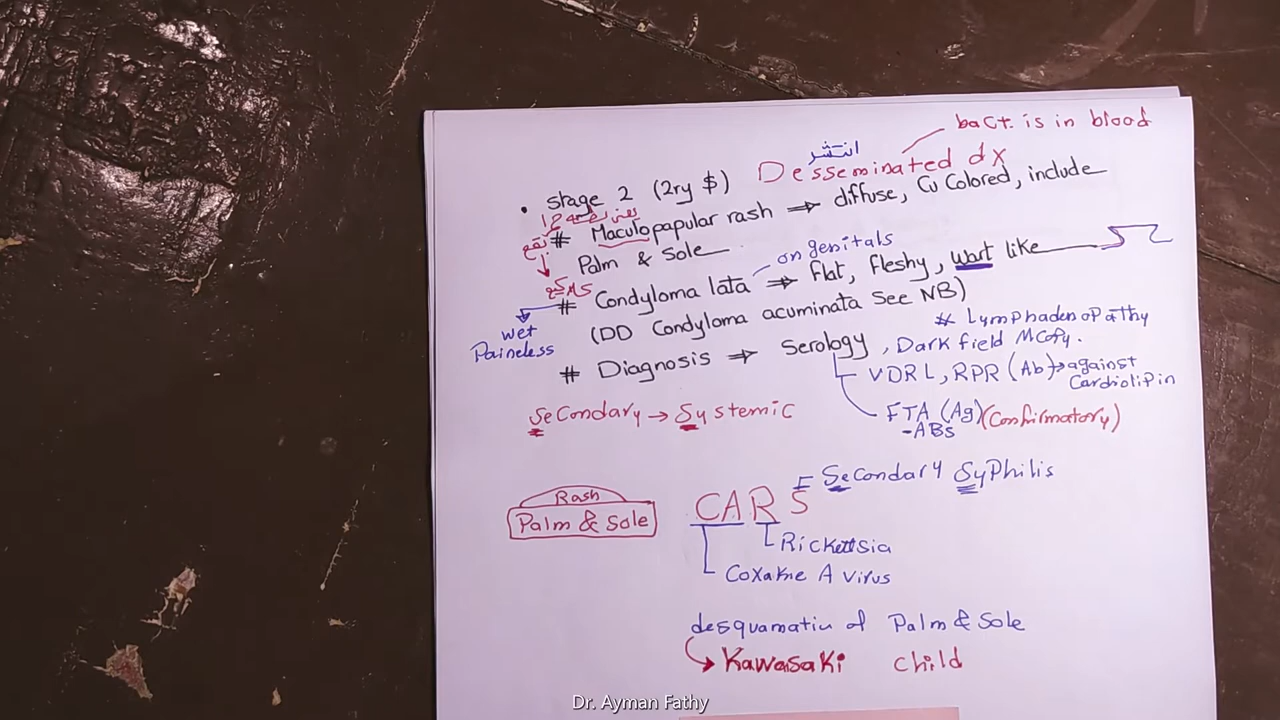 bact. is in blood
انتشر
Desseminated dx
• stage 2 (2ry $)
# Maculopapular rash ⇒ diffuse, Cu Colored, include
بقع
Palm & Sole
on genitals
# Condyloma lata ⇒ flat, fleshy, wart like
wet
Paineless
(DD Condyloma acuminata See NB)
# LymphadenoPathy
# Diagnosis ⇒ Serology, Dark field MCoPy.
VDRL, RPR (Ab) → against
CardioliPin
SeCondary → Systemic
FTA (Ag) (Confirmatory)
-ABs
SeCondary SyPhilis
Rash
Palm & Sole
CARS
Rickettsia
Coxakne A Virus
desquamatin of Palm & Sole
Kawasaki child
Dr. Ayman Fathy